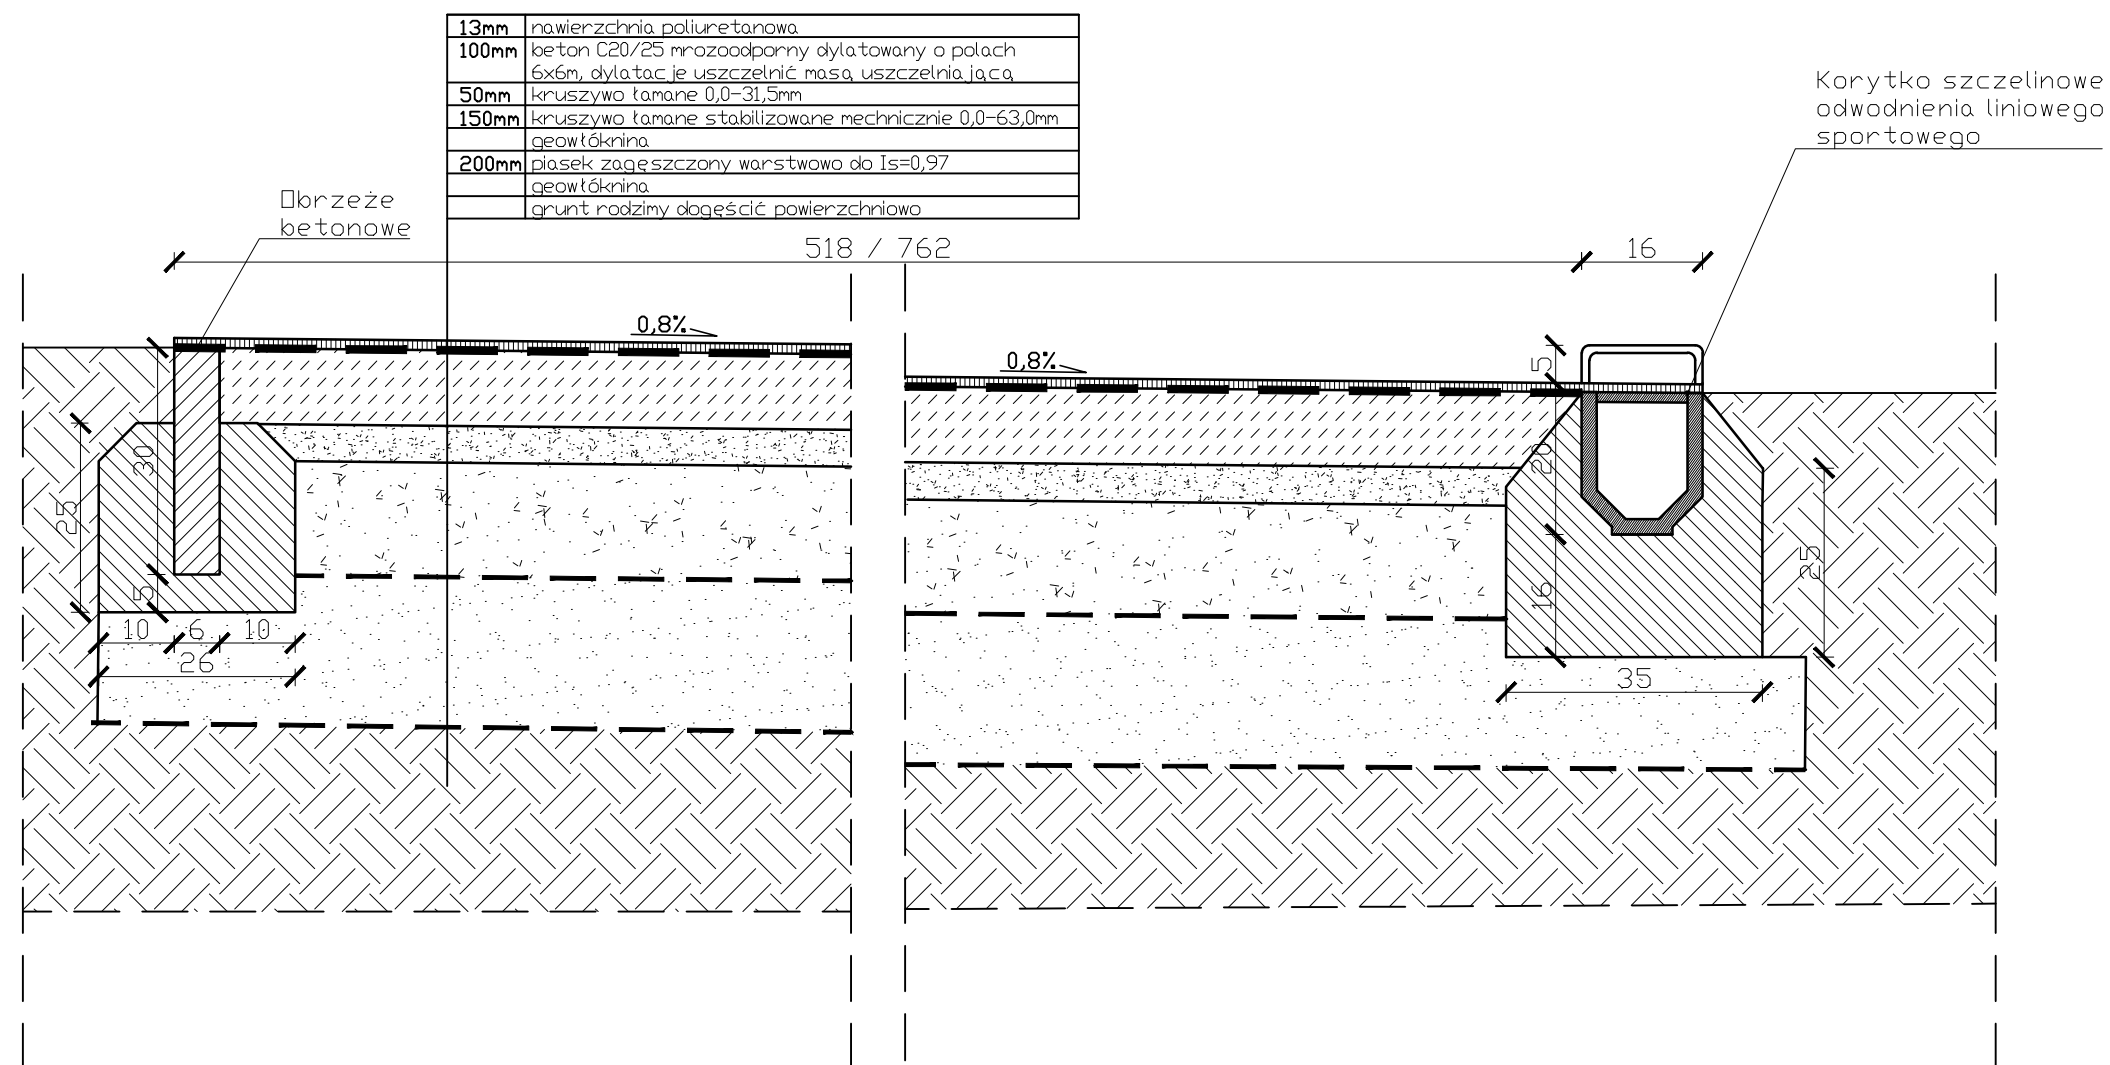 13mm nawierzchnia poliuretanowa
100mm beton C20/25 mrozoodporny dylatowany o polach
6x6m, dylatacje uszczelnić masą uszczelniającą
50mm kruszywo łamane 0,0-31,5mm
150mm kruszywo łamane stabilizowane mechnicznie 0,0-63,0mm
geowłóknina
200mm piasek zagęszczony warstwowo do Is=0,97
geowłóknina
grunt rodzimy dogęścić powierzchniowo
Korytko szczelinowe
odwodnienia liniowego
sportowego
Obrzeże
betonowe
518 / 762
16
0,8%
0,8%
5
30
25
5
10 6 10
26
20
16
25
35